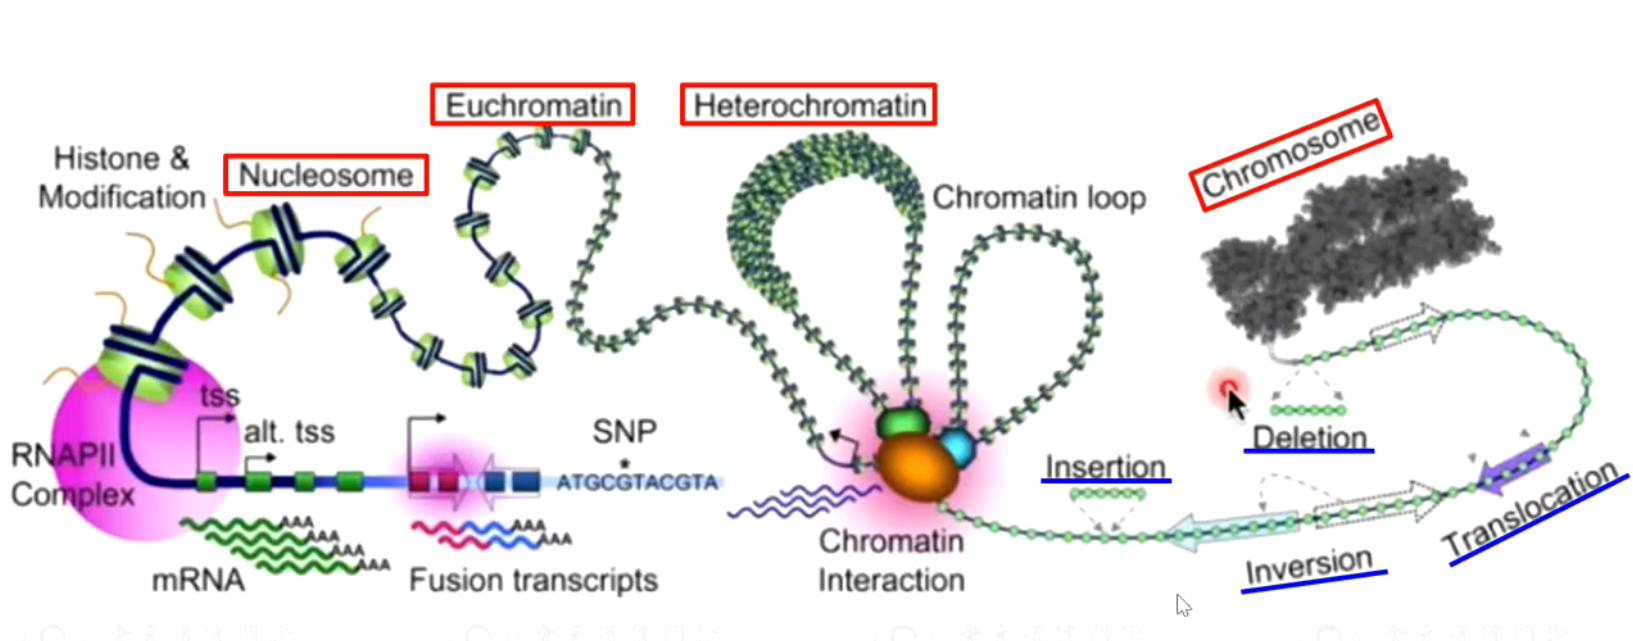 Euchromatin
Heterochromatin
Chromosome
Histone &
Modification
Nucleosome
Chromatin loop
tss
alt. tss
SNP
*
RNAPII
Complex
ATGCGTACGTA
Deletion
Insertion
Translocation
AAA
AAA
AAA
AAA
AAA
AAA
mRNA
Fusion transcripts
Chromatin
Interaction
Inversion